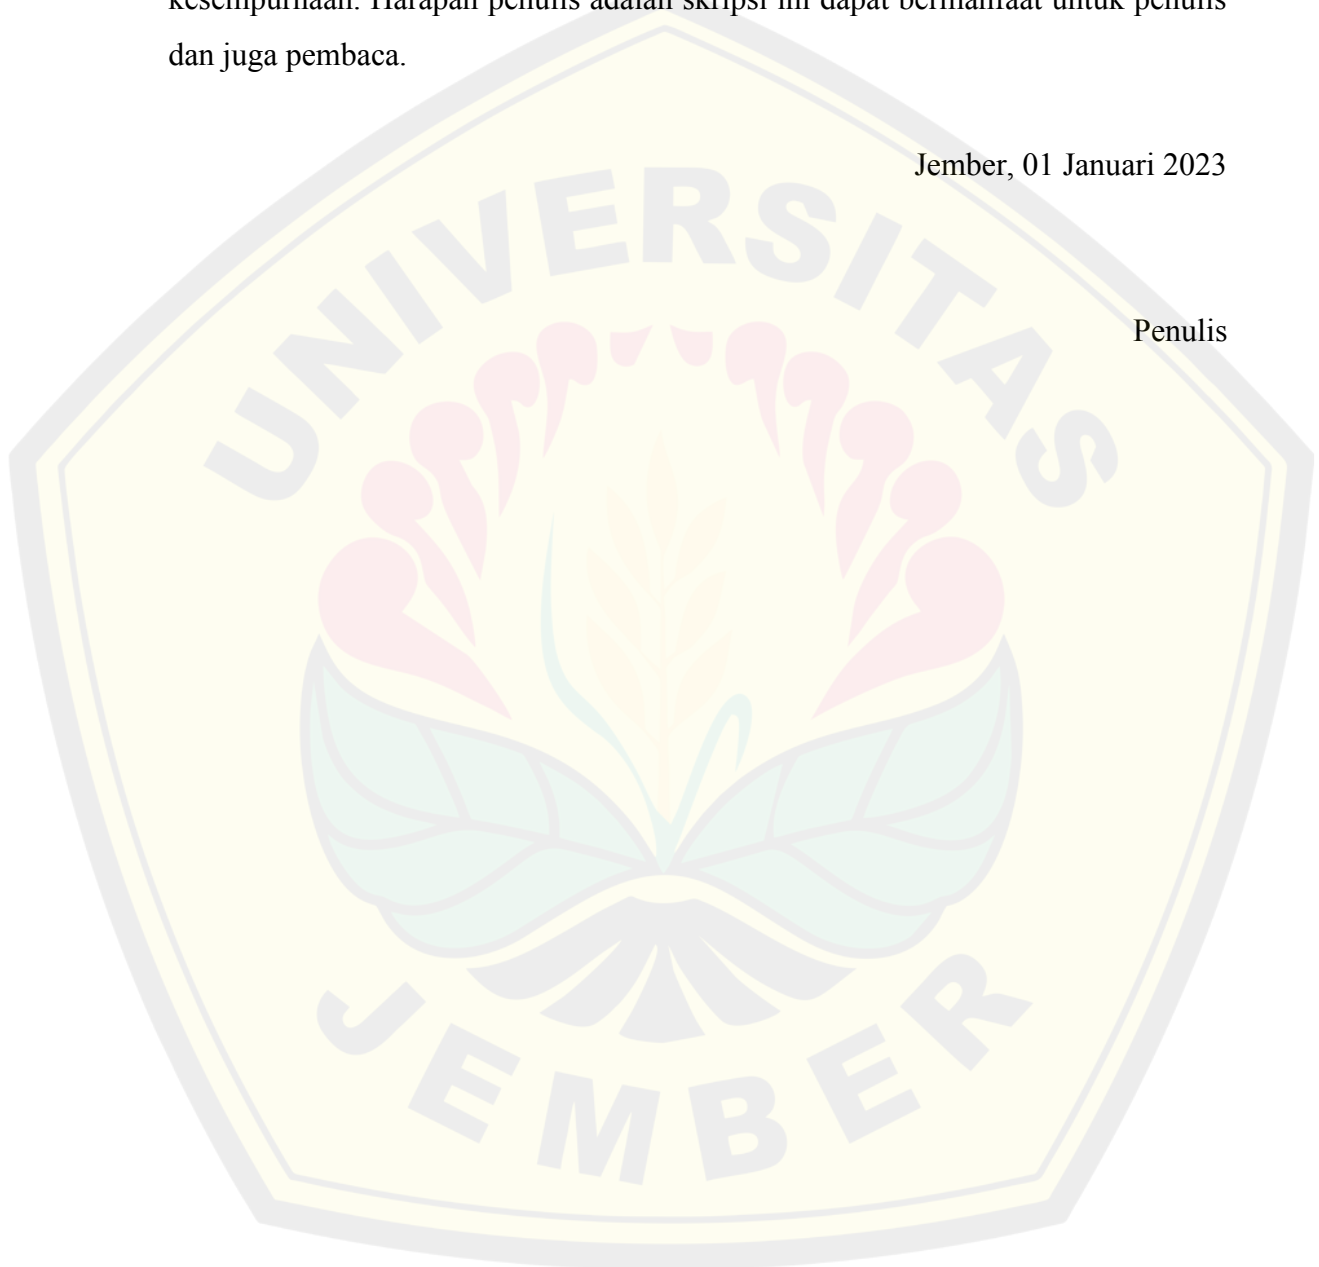 kesempurnaan. Harapan penulis adalah skripsi ini dapat bermanfaat untuk penulis
dan juga pembaca.
Jember, 01 Januari 2023
Penulis
UNIVERSITAS
JEMBER